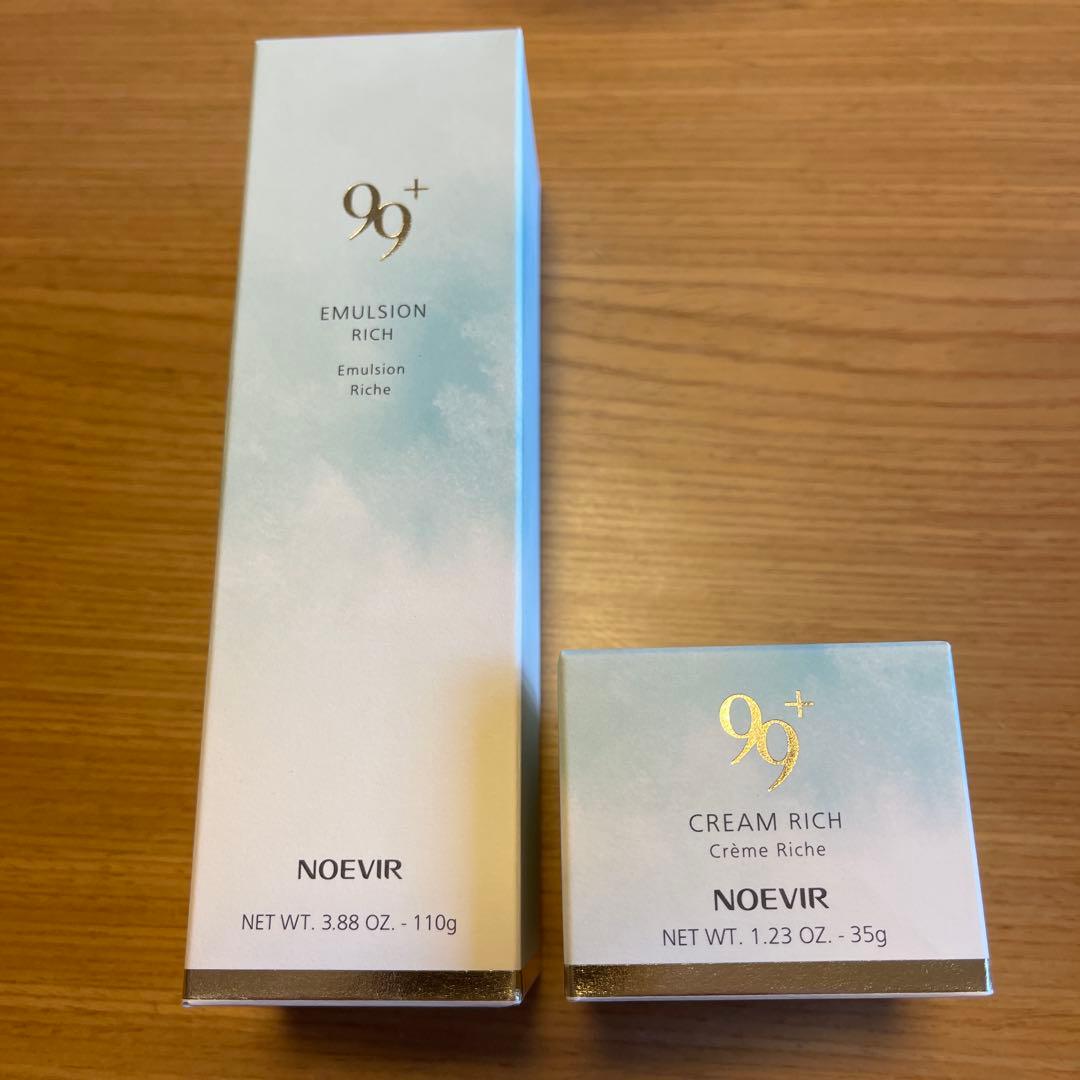 99+
EMULSION
RICH
Emulsion
Riche
NOEVIR
NET WT. 3.88 OZ. - 110g
99+
CREAM RICH
Crème Riche
NOEVIR
NET WT. 1.23 OZ. - 35g